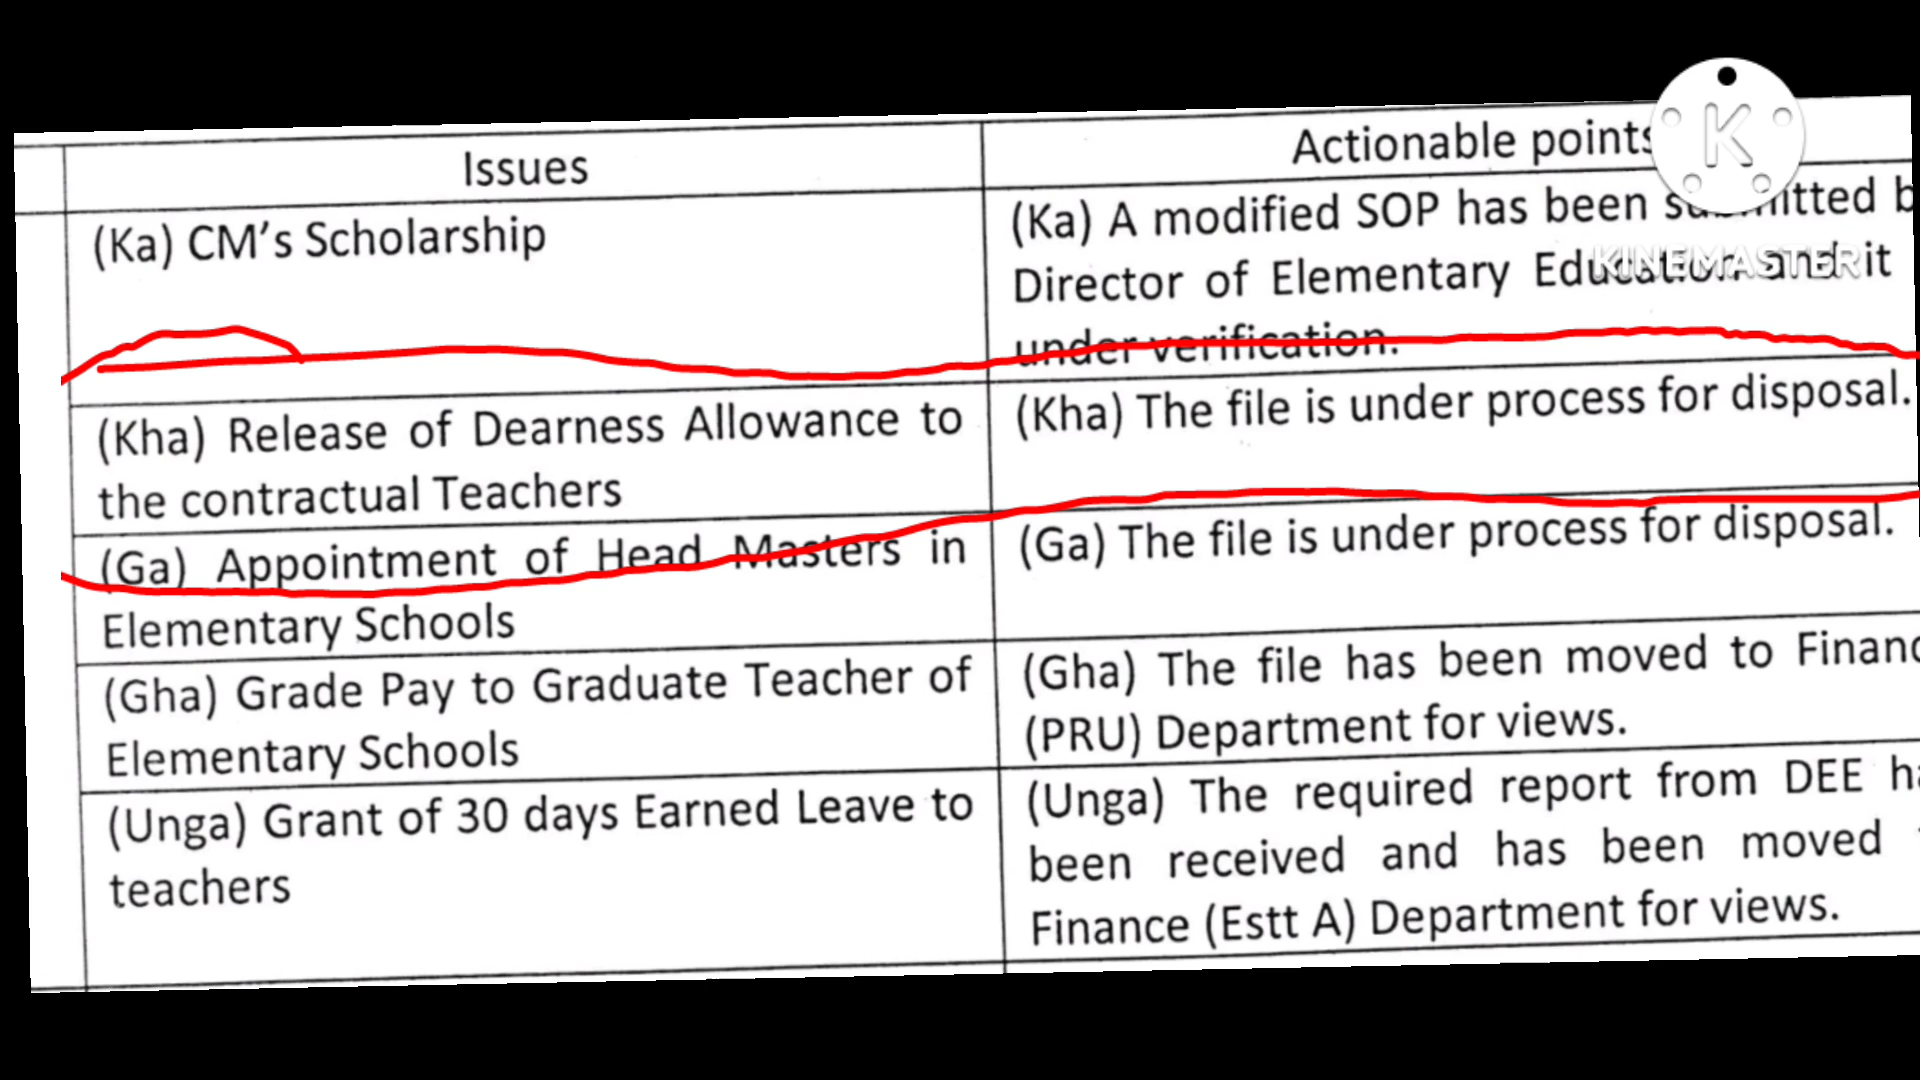 Issues
Actionable points
(Ka) CM's Scholarship
(Ka) A modified SOP has been submitted
Director of Elementary Education and it
under verification.
(Kha) Release of Dearness Allowance to
the contractual Teachers
(Kha) The file is under process for disposal.
(Ga) Appointment of Head Masters in
Elementary Schools
(Ga) The file is under process for disposal.
(Gha) Grade Pay to Graduate Teacher of
Elementary Schools
(Gha) The file has been moved to
(PRU) Department for views.
(Unga) Grant of 30 days Earned Leave to
teachers
(Unga) The required report from DEE
been received and has been moved
Finance (Estt A) Department for views.
K
KINEMASTER